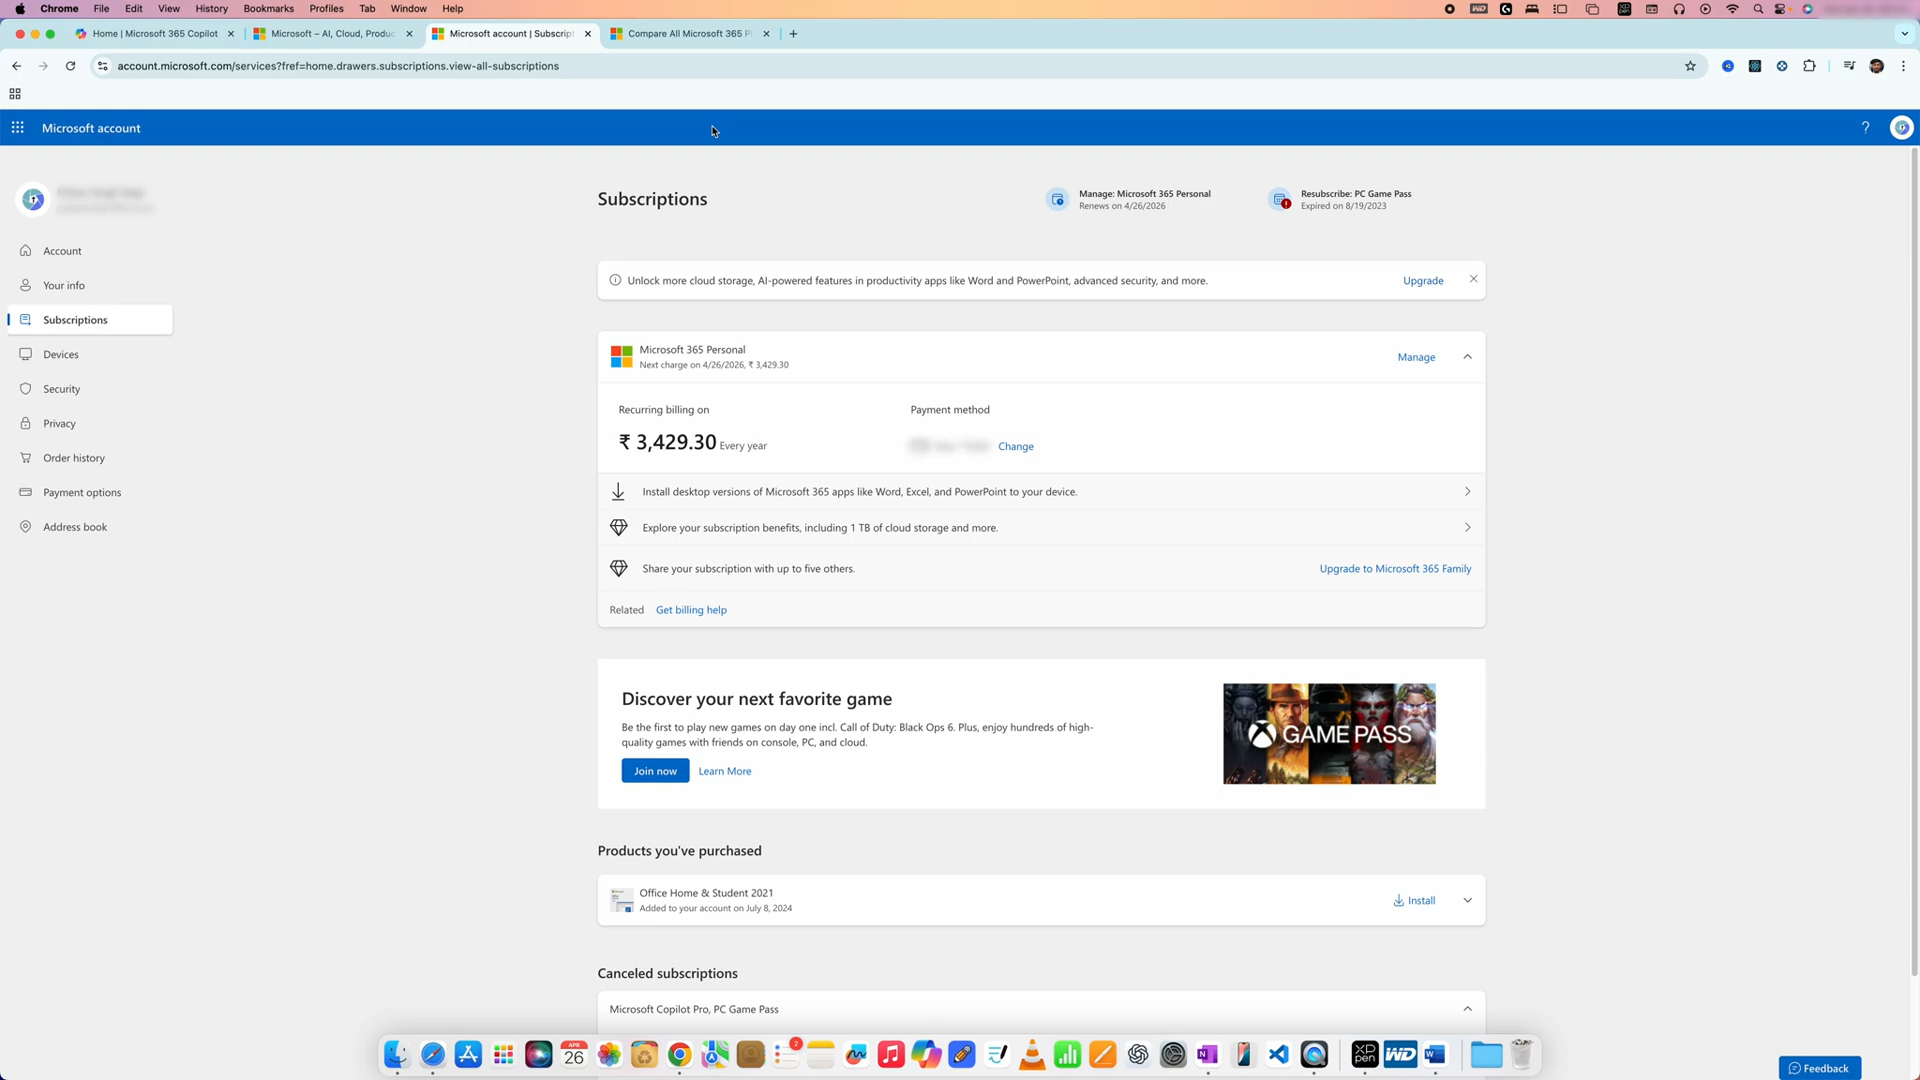 Chrome File Edit View History Bookmarks Profiles Tab Window Help
Home | Microsoft 365 Copilot
Microsoft – AI, Cloud, Produc
Microsoft account | Subscript
Compare All Microsoft 365 Pl
account.microsoft.com/services?fref=home.drawers.subscriptions.view-all-subscriptions
Microsoft account
?
Account
Your info
Subscriptions
Devices
Security
Privacy
Order history
Payment options
Address book
Subscriptions
Manage: Microsoft 365 Personal
Renews on 4/26/2026
Resubscribe: PC Game Pass
Expired on 8/19/2023
Unlock more cloud storage, AI-powered features in productivity apps like Word and PowerPoint, advanced security, and more.
Upgrade
Microsoft 365 Personal
Next charge on 4/26/2026, ₹ 3,429.30
Manage
Recurring billing on
₹ 3,429.30 Every year
Payment method
Change
Install desktop versions of Microsoft 365 apps like Word, Excel, and PowerPoint to your device.
Explore your subscription benefits, including 1 TB of cloud storage and more.
Share your subscription with up to five others.
Upgrade to Microsoft 365 Family
Related Get billing help
Discover your next favorite game
Be the first to play new games on day one incl. Call of Duty: Black Ops 6. Plus, enjoy hundreds of high-
quality games with friends on console, PC, and cloud.
Join now Learn More
GAME PASS
Products you've purchased
Office Home & Student 2021
Added to your account on July 8, 2024
Install
Canceled subscriptions
Microsoft Copilot Pro, PC Game Pass
APR
26
2
XP
pen
WD
Feedback